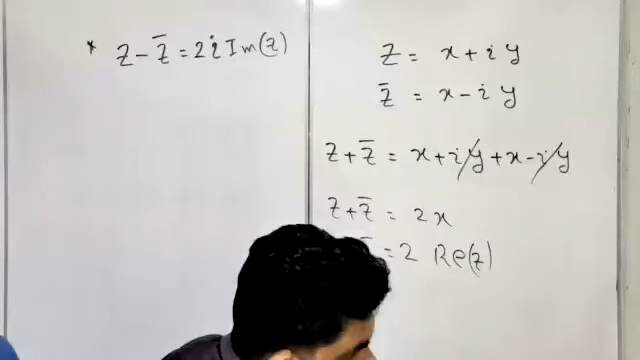 * z - z̄ = 2i Im(z)
z = x + iy
z̄ = x - iy
z + z̄ = x + iy + x - iy
z + z̄ = 2x
= 2 Re(z)